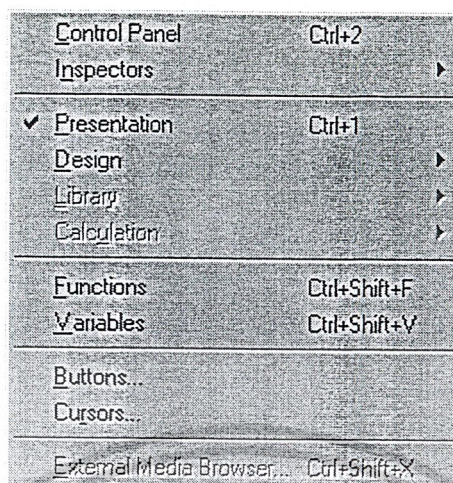 Control Panel Ctrl+2
Inspectors
Presentation Ctrl+1
Design
Library
Calculation
Functions Ctrl+Shift+F
Variables Ctrl+Shift+V
Buttons...
Cursors...
External Media Browser... Ctrl+Shift+X